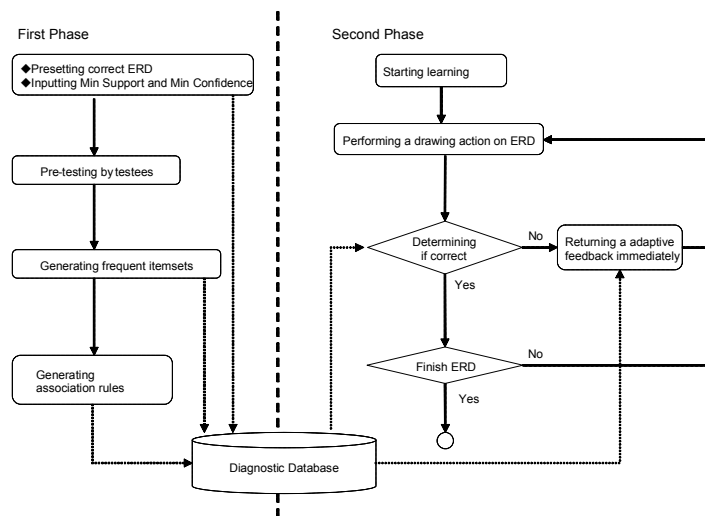 First Phase
◆Presetting correct ERD
◆Inputting Min Support and Min Confidence
Pre-testing by testees
Generating frequent itemsets
Generating
association rules
Diagnostic Database
Second Phase
Starting learning
Performing a drawing action on ERD
Determining
if correct
No
Returning a adaptive
feedback immediately
Yes
Finish ERD
No
Yes